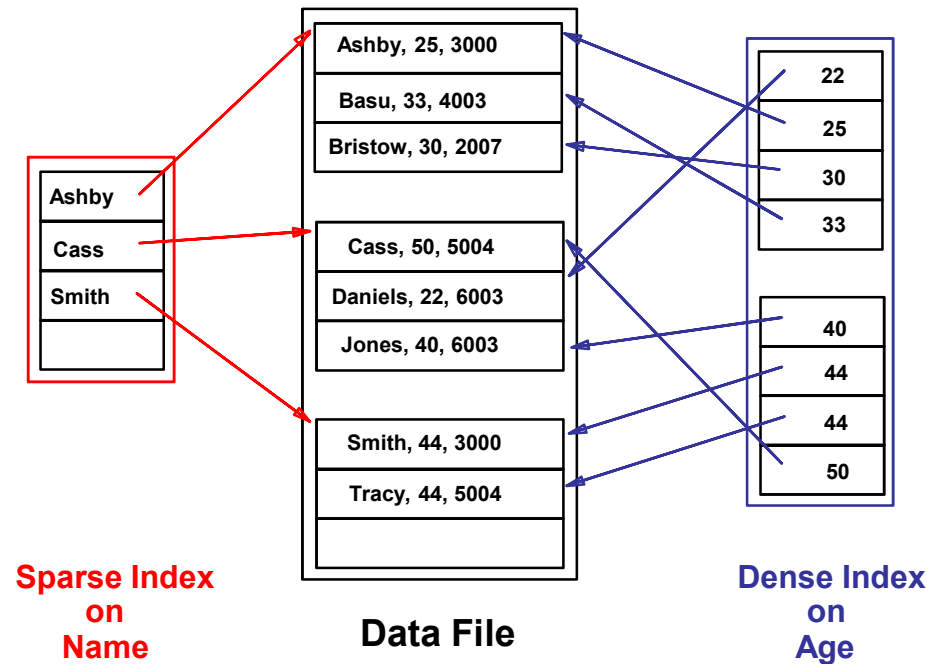 Ashby
Cass
Smith
Sparse Index
on
Name
Ashby, 25, 3000
Basu, 33, 4003
Bristow, 30, 2007
Cass, 50, 5004
Daniels, 22, 6003
Jones, 40, 6003
Smith, 44, 3000
Tracy, 44, 5004
Data File
22
25
30
33
40
44
44
50
Dense Index
on
Age